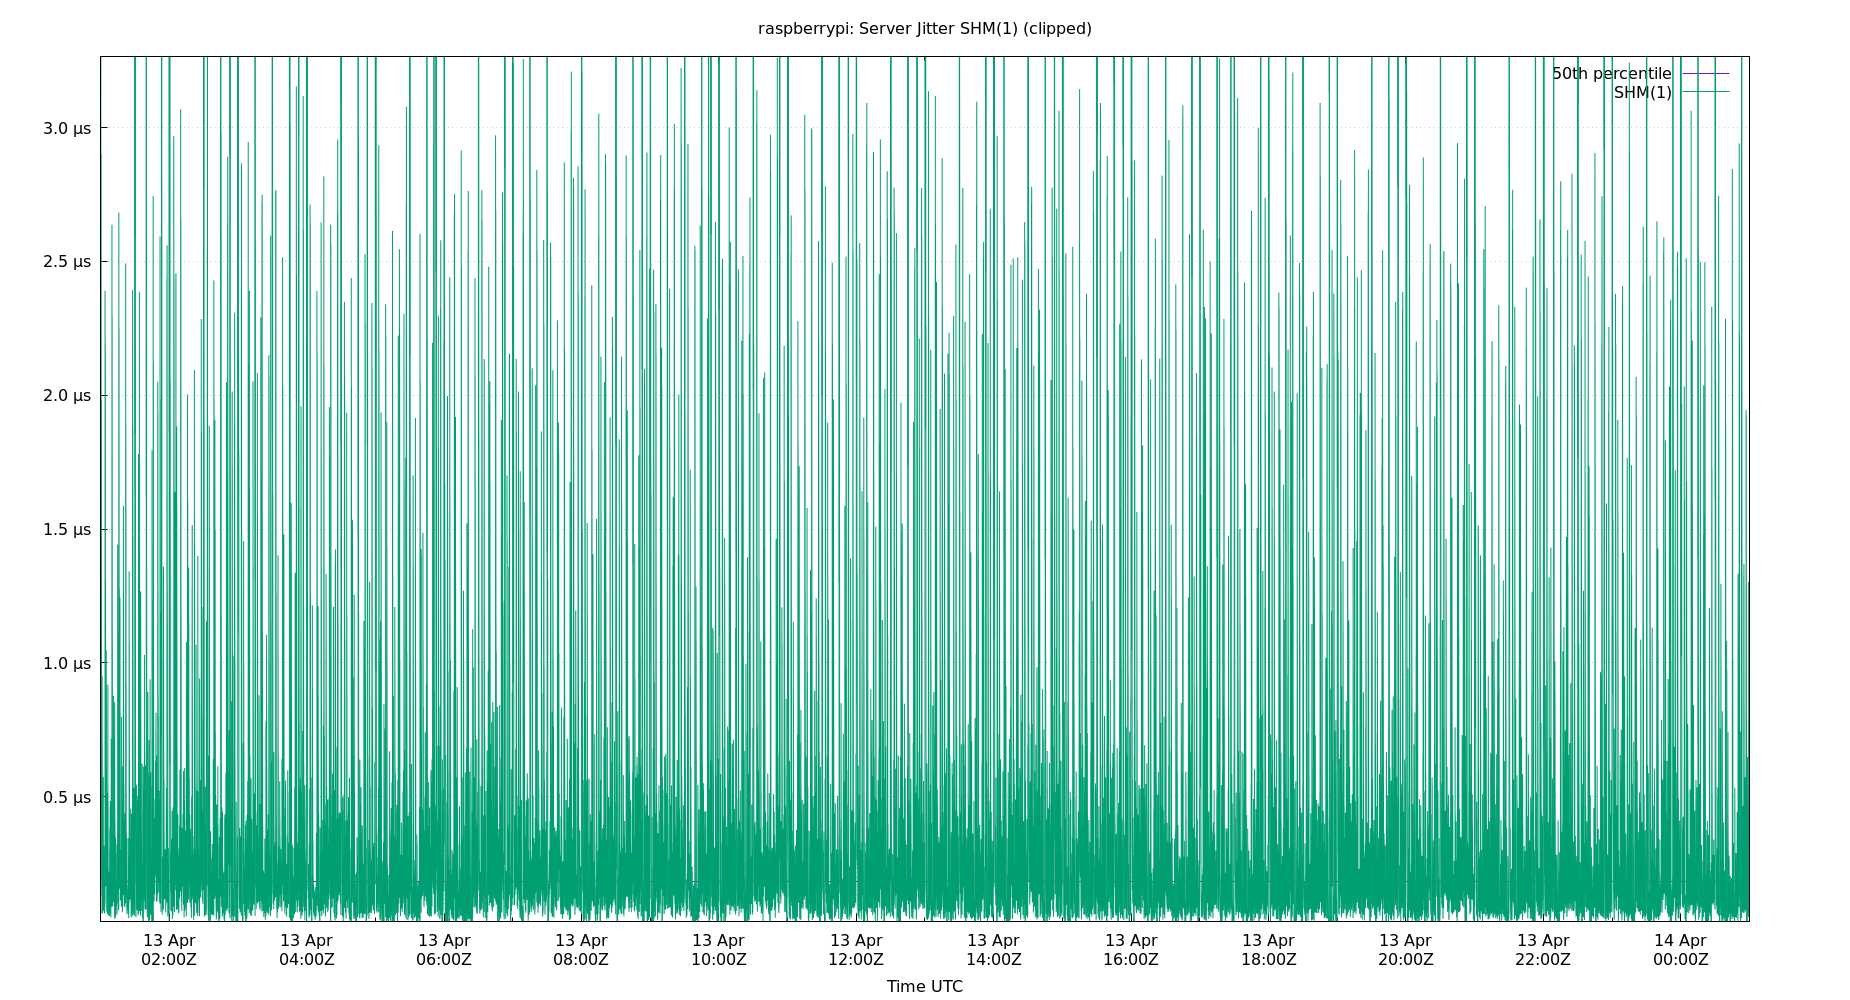 raspberrypi: Server Jitter SHM(1) (clipped)
50th percentile
SHM(1)
3.0 µs
2.5 µs
2.0 µs
1.5 µs
1.0 µs
0.5 µs
13 Apr 13 Apr 13 Apr 13 Apr 13 Apr 13 Apr 13 Apr 13 Apr 13 Apr 13 Apr 13 Apr 14 Apr
02:00Z 04:00Z 06:00Z 08:00Z 10:00Z 12:00Z 14:00Z 16:00Z 18:00Z 20:00Z 22:00Z 00:00Z
Time UTC